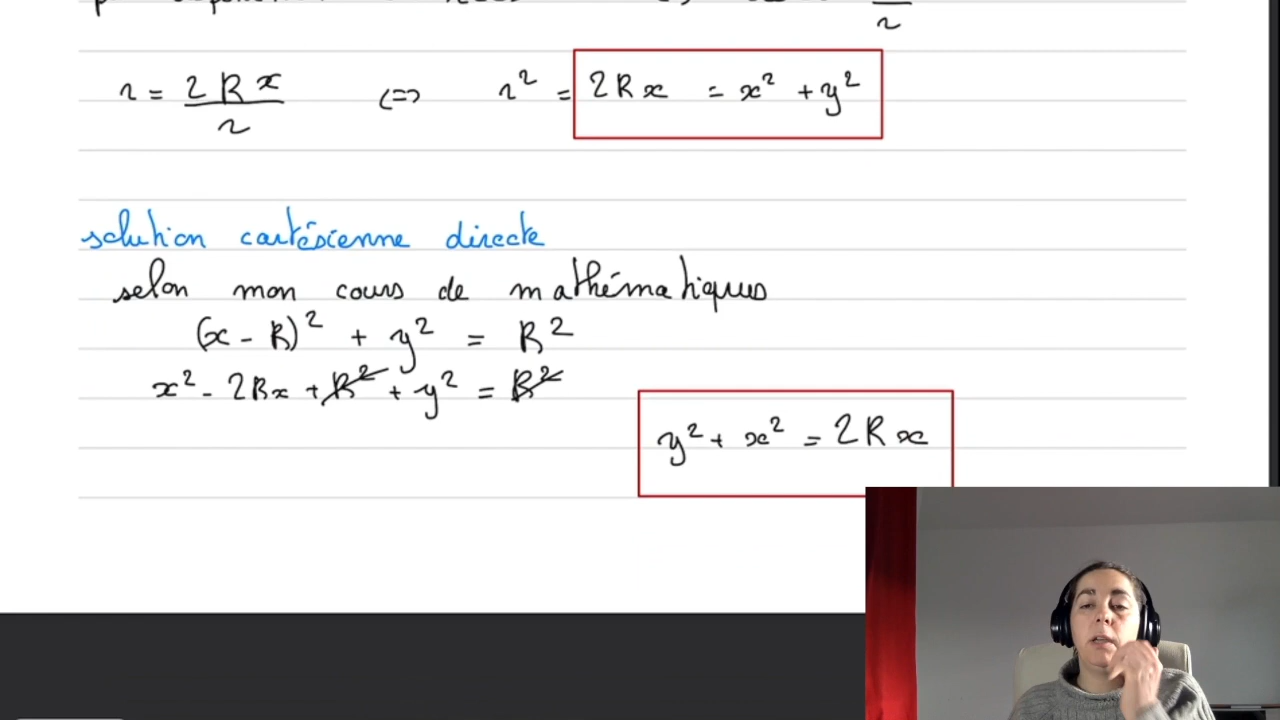 r = 2Rx / r <=> r² = 2Rx = x² + y²
solution cartésienne directe
selon mon cours de mathématiques
(x - R)² + y² = R²
x² - 2Rx + R² + y² = R²
y² + x² = 2Rx